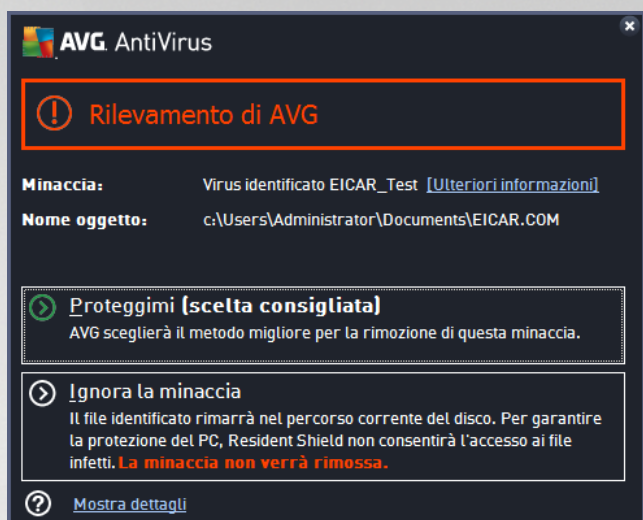 AVG. AntiVirus
Rilevamento di AVG
Minaccia: Virus identificato EICAR_Test [Ulteriori informazioni]
Nome oggetto: c:\Users\Administrator\Documents\EICAR.COM
Proteggimi (scelta consigliata)
AVG sceglierà il metodo migliore per la rimozione di questa minaccia.
Ignora la minaccia
Il file identificato rimarrà nel percorso corrente del disco. Per garantire
la protezione del PC, Resident Shield non consentirà l'accesso ai file
infetti. La minaccia non verrà rimossa.
Mostra dettagli